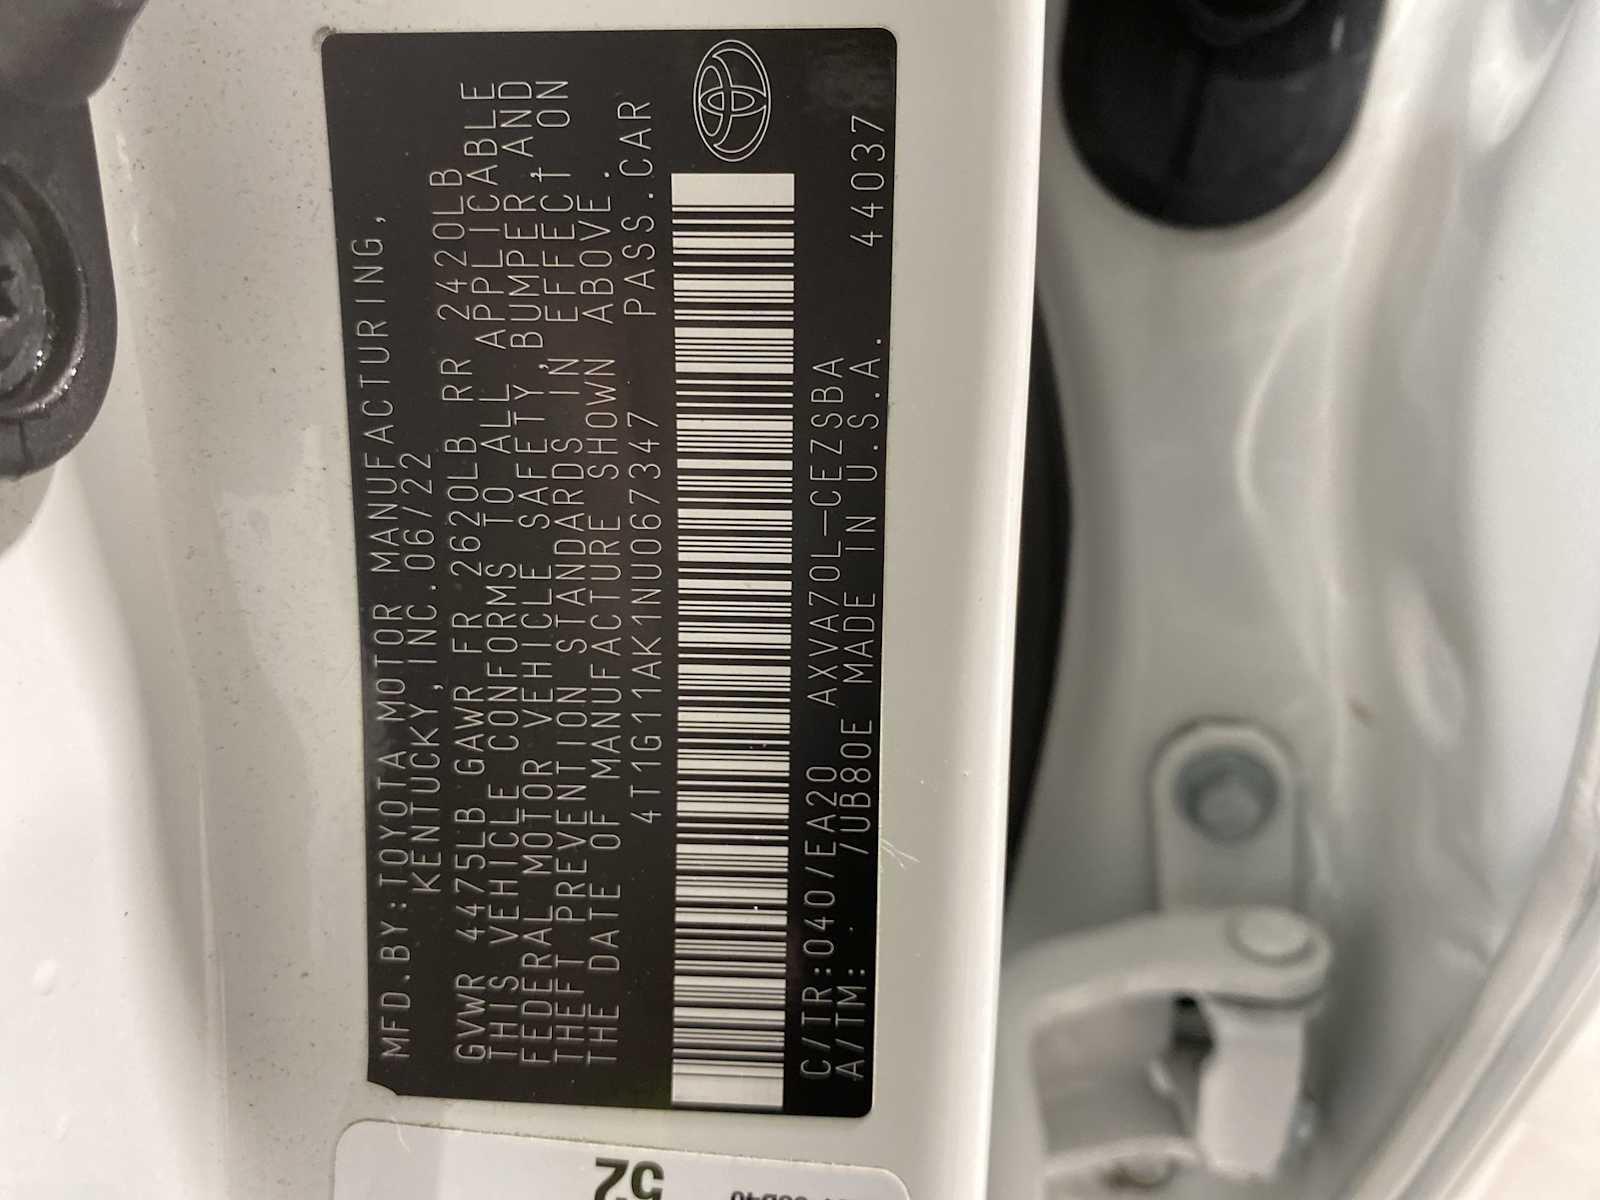 MFD.BY:TOYOTA MOTOR MANUFACTURING,
KENTUCKY,INC.06/22
GVWR 4475LB GAWR FR 2620LB RR 2420LB
THIS VEHICLE CONFORMS TO ALL APPLICABLE
FEDERAL MOTOR VEHICLE SAFETY, BUMPER, AND
THEFT PREVENTION STANDARDS IN EFFECT ON
THE DATE OF MANUFACTURE SHOWN ABOVE.
4T1G11AK1NU067347 PASS.CAR
C/TR:040/EA20 AXVA70L-CEZSBA
A/TM: /UB80E MADE IN U.S.A. 44037
52